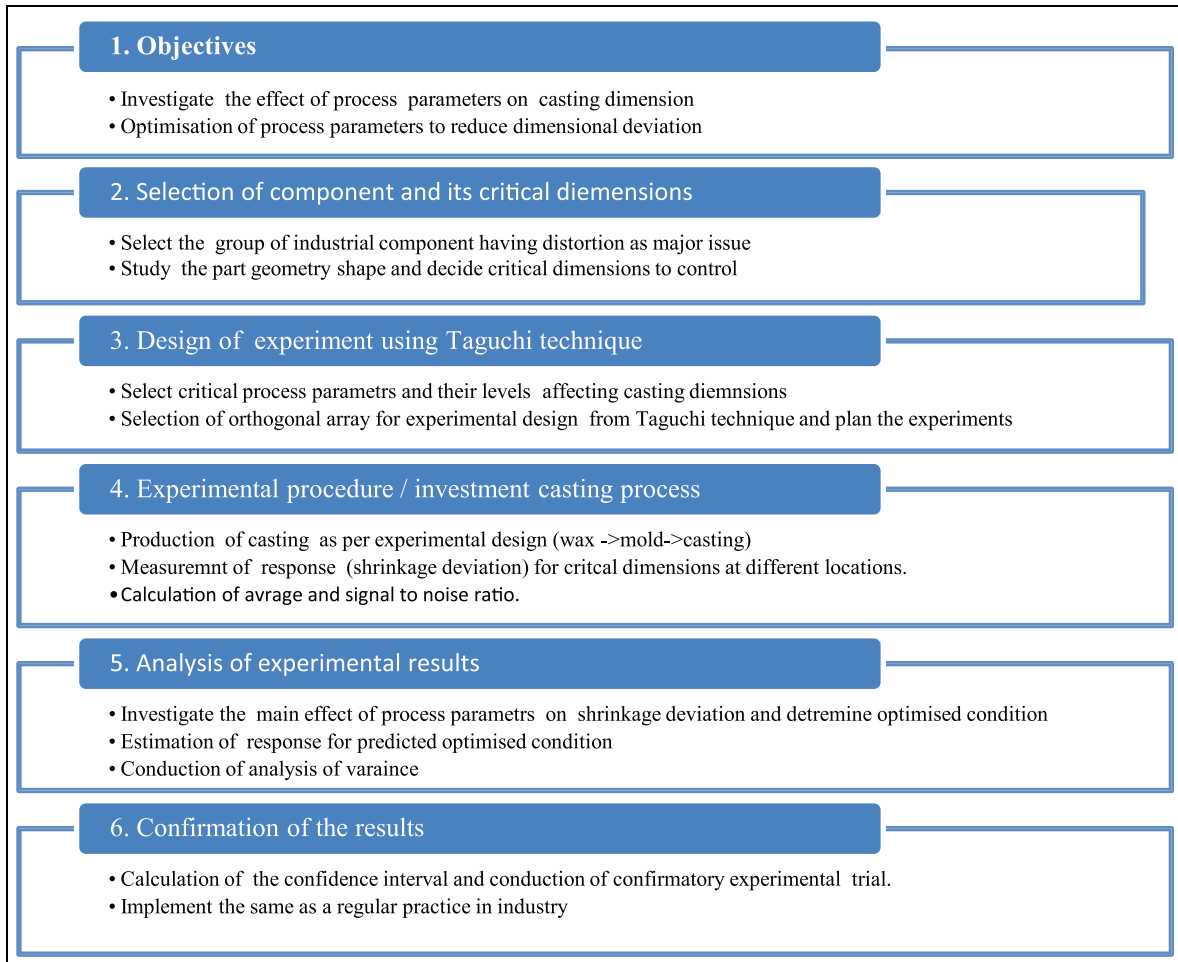 1. Objectives
• Investigate the effect of process parameters on casting dimension
• Optimisation of process parameters to reduce dimensional deviation
2. Selection of component and its critical diemensions
• Select the group of industrial component having distortion as major issue
• Study the part geometry shape and decide critical dimensions to control
3. Design of experiment using Taguchi technique
• Select critical process parametrs and their levels affecting casting diemnsions
• Selection of orthogonal array for experimental design from Taguchi technique and plan the experiments
4. Experimental procedure / investment casting process
• Production of casting as per experimental design (wax ->mold->casting)
• Measuremnt of response (shrinkage deviation) for critcal dimensions at different locations.
• Calculation of avrage and signal to noise ratio.
5. Analysis of experimental results
• Investigate the main effect of process parametrs on shrinkage deviation and detremine optimised condition
• Estimation of response for predicted optimised condition
• Conduction of analysis of varaince
6. Confirmation of the results
• Calculation of the confidence interval and conduction of confirmatory experimental trial.
• Implement the same as a regular practice in industry